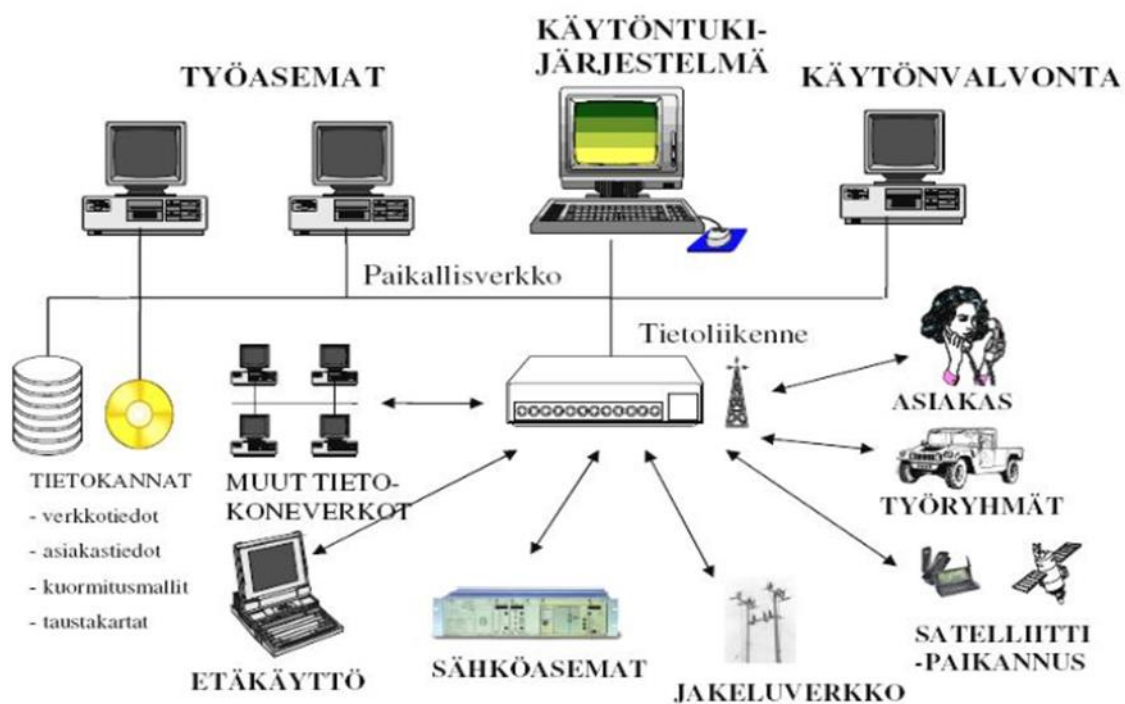 TYÖASEMAT
KÄYTÖNTUKI-
JÄRJESTELMÄ
KÄYTÖNVALVONTA
Paikallisverkko
Tietoliikenne
ASIAKAS
TYÖRYHMÄT
SATELLIITTI
-PAIKANNUS
TIETOKANNAT
- verkkotiedot
- asiakastiedot
- kuormitusmallit
- taustakartat
MUUT TIETO-
KONEVERKOT
ETÄKÄYTTÖ
SÄHKÖASEMAT
JAKELUVERKKO